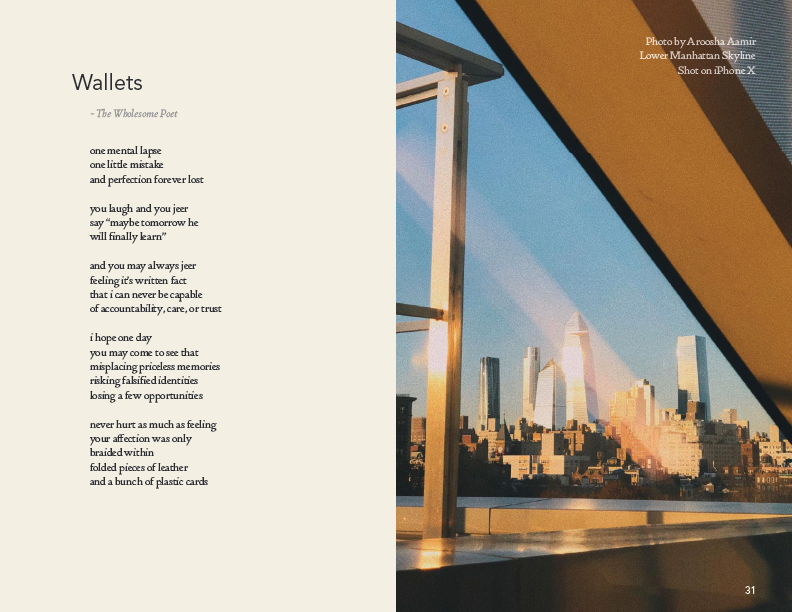 Wallets
- The Wholesome Poet
one mental lapse
one little mistake
and perfection forever lost
you laugh and you jeer
say “maybe tomorrow he
will finally learn”
and you may always jeer
feeling it's written fact
that i can never be capable
of accountability, care, or trust
i hope one day
you may come to see that
misplacing priceless memories
risking falsified identities
losing a few opportunities
never hurt as much as feeling
your affection was only
braided within
folded pieces of leather
and a bunch of plastic cards
Photo by Aroosha Aamir
Lower Manhattan Skyline
Shot on iPhone X
31